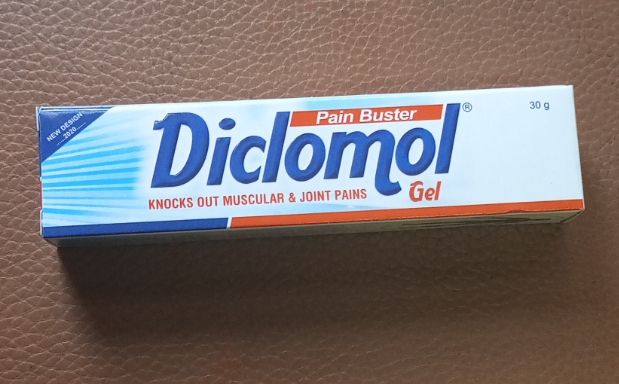 NEW DESIGN
....2020....
Pain Buster
Diclomol®
30 g
KNOCKS OUT MUSCULAR & JOINT PAINS
Gel